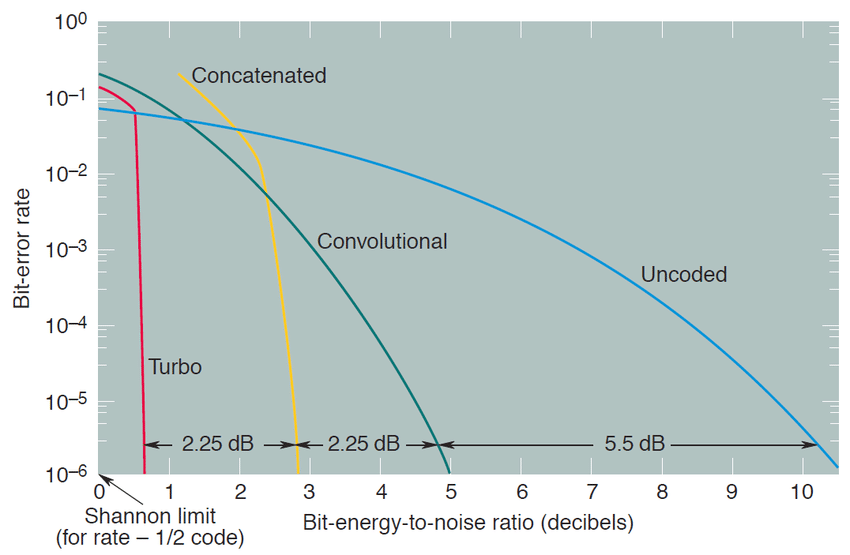 10⁰
Concatenated
10⁻¹
10⁻²
Convolutional
10⁻³
Uncoded
Bit-error rate
10⁻⁴
Turbo
10⁻⁵
2.25 dB
2.25 dB
5.5 dB
10⁻⁶
0 1 2 3 4 5 6 7 8 9 10
Shannon limit
(for rate – 1/2 code)
Bit-energy-to-noise ratio (decibels)